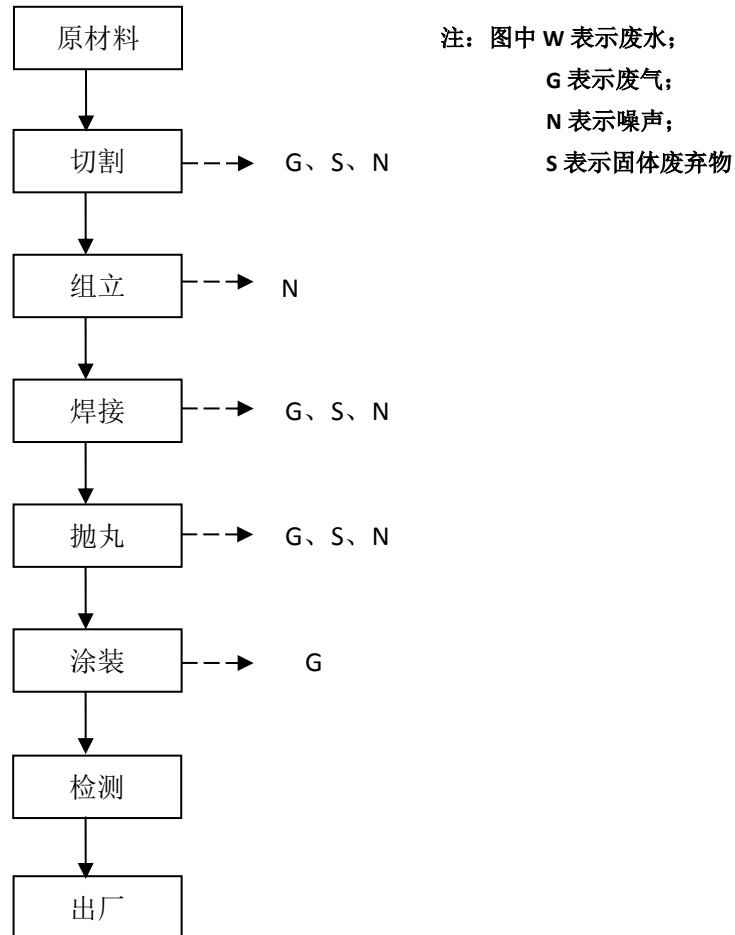 原材料
注：图中 W 表示废水；
G 表示废气；
N 表示噪声；
S 表示固体废弃物
切割
G、S、N
组立
N
焊接
G、S、N
抛丸
G、S、N
涂装
G
检测
出厂